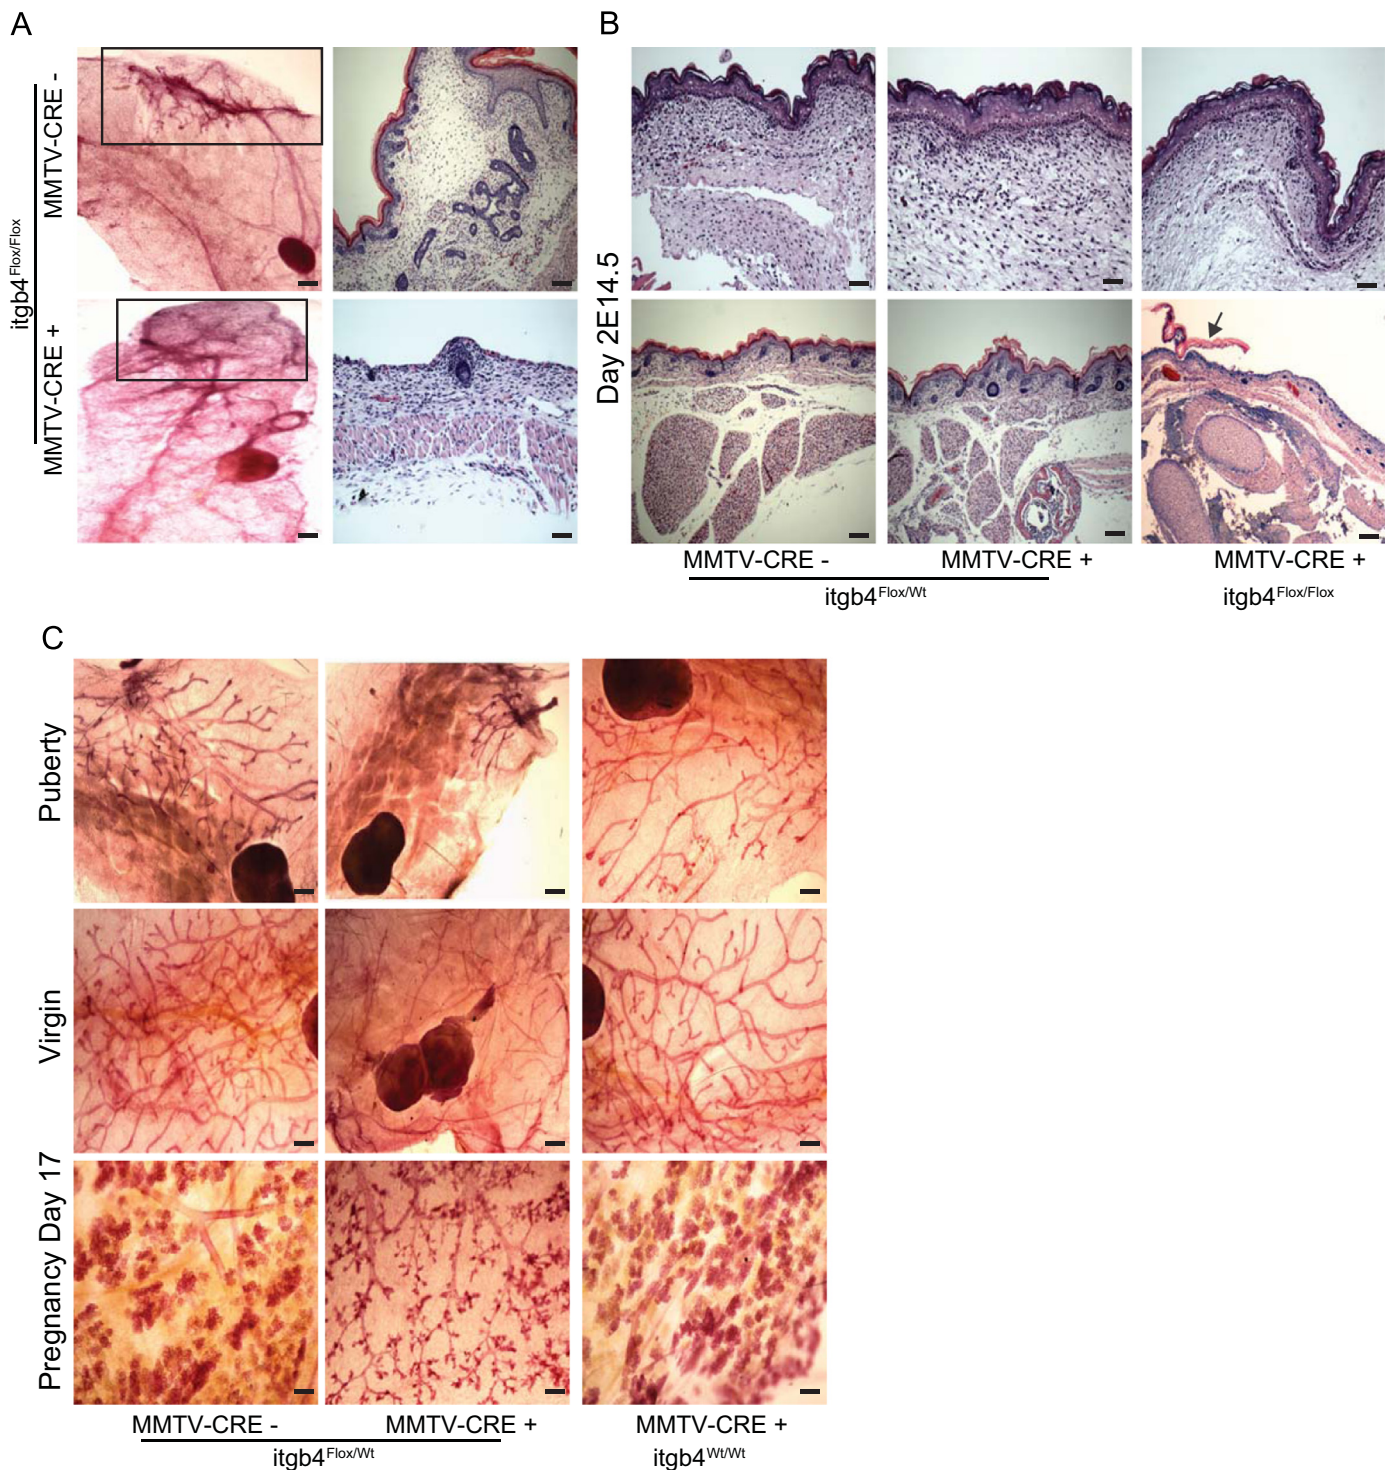 A
B
MMTV-CRE -
MMTV-CRE +
itgb4Flox/Flox
Day 2E14.5
MMTV-CRE -
MMTV-CRE +
MMTV-CRE +
itgb4Flox/Wt
itgb4Flox/Flox
C
Puberty
Virgin
Pregnancy Day 17
MMTV-CRE -
MMTV-CRE +
MMTV-CRE +
itgb4Flox/Wt
itgb4Wt/Wt